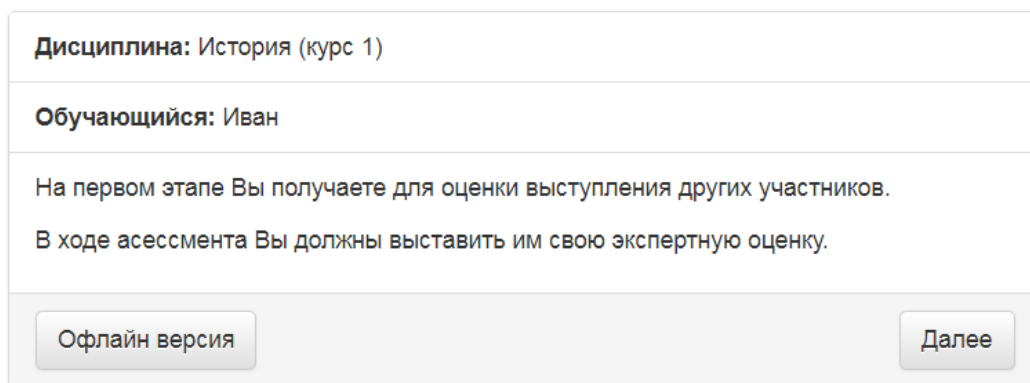 Дисциплина: История (курс 1)
Обучающийся: Иван
На первом этапе Вы получаете для оценки выступления других участников.
В ходе асессмента Вы должны выставить им свою экспертную оценку.
Офлайн версия
Далее